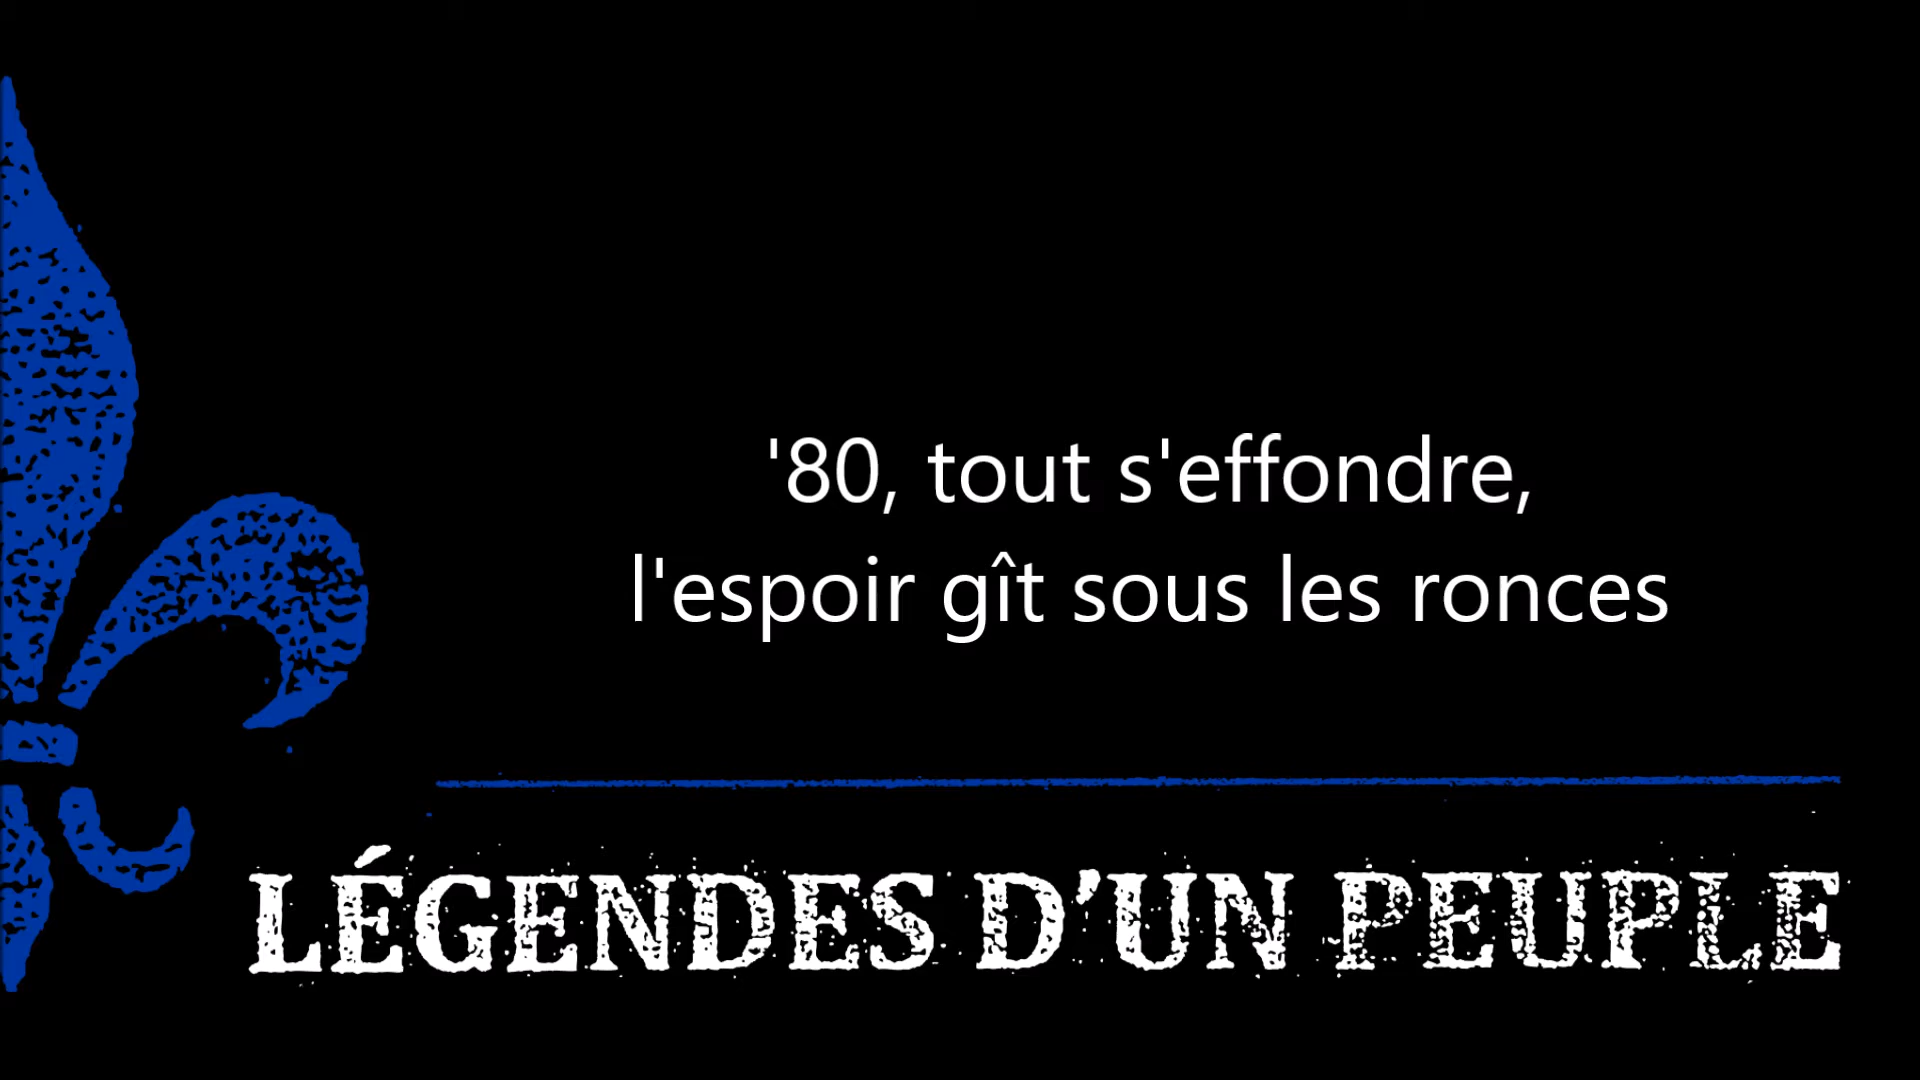 '80, tout s'effondre,
l'espoir gît sous les ronces
LÉGENDES D'UN PEUPLE